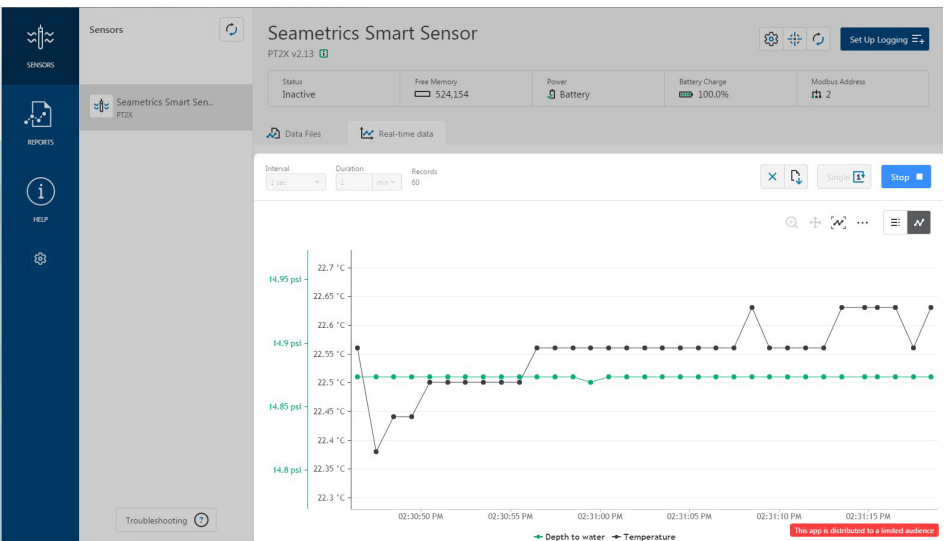 SENSORS
REPORTS
HELP
Sensors
Seametrics Smart Sen..
PT2X
Troubleshooting ?
Seametrics Smart Sensor
PT2X v2.13
Set Up Logging
Status
Inactive
Free Memory
524,154
Power
Battery
Battery Charge
100.0%
Modbus Address
2
Data Files
Real-time data
Interval
1 sec
Duration
1 min
Records
60
Single
Stop
14.95 psi
14.9 psi
14.85 psi
14.8 psi
22.7 °C
22.65 °C
22.6 °C
22.55 °C
22.5 °C
22.45 °C
22.4 °C
22.35 °C
22.3 °C
02:30:50 PM 02:30:55 PM 02:31:00 PM 02:31:05 PM 02:31:10 PM 02:31:15 PM
Depth to water Temperature
This app is distributed to a limited audience